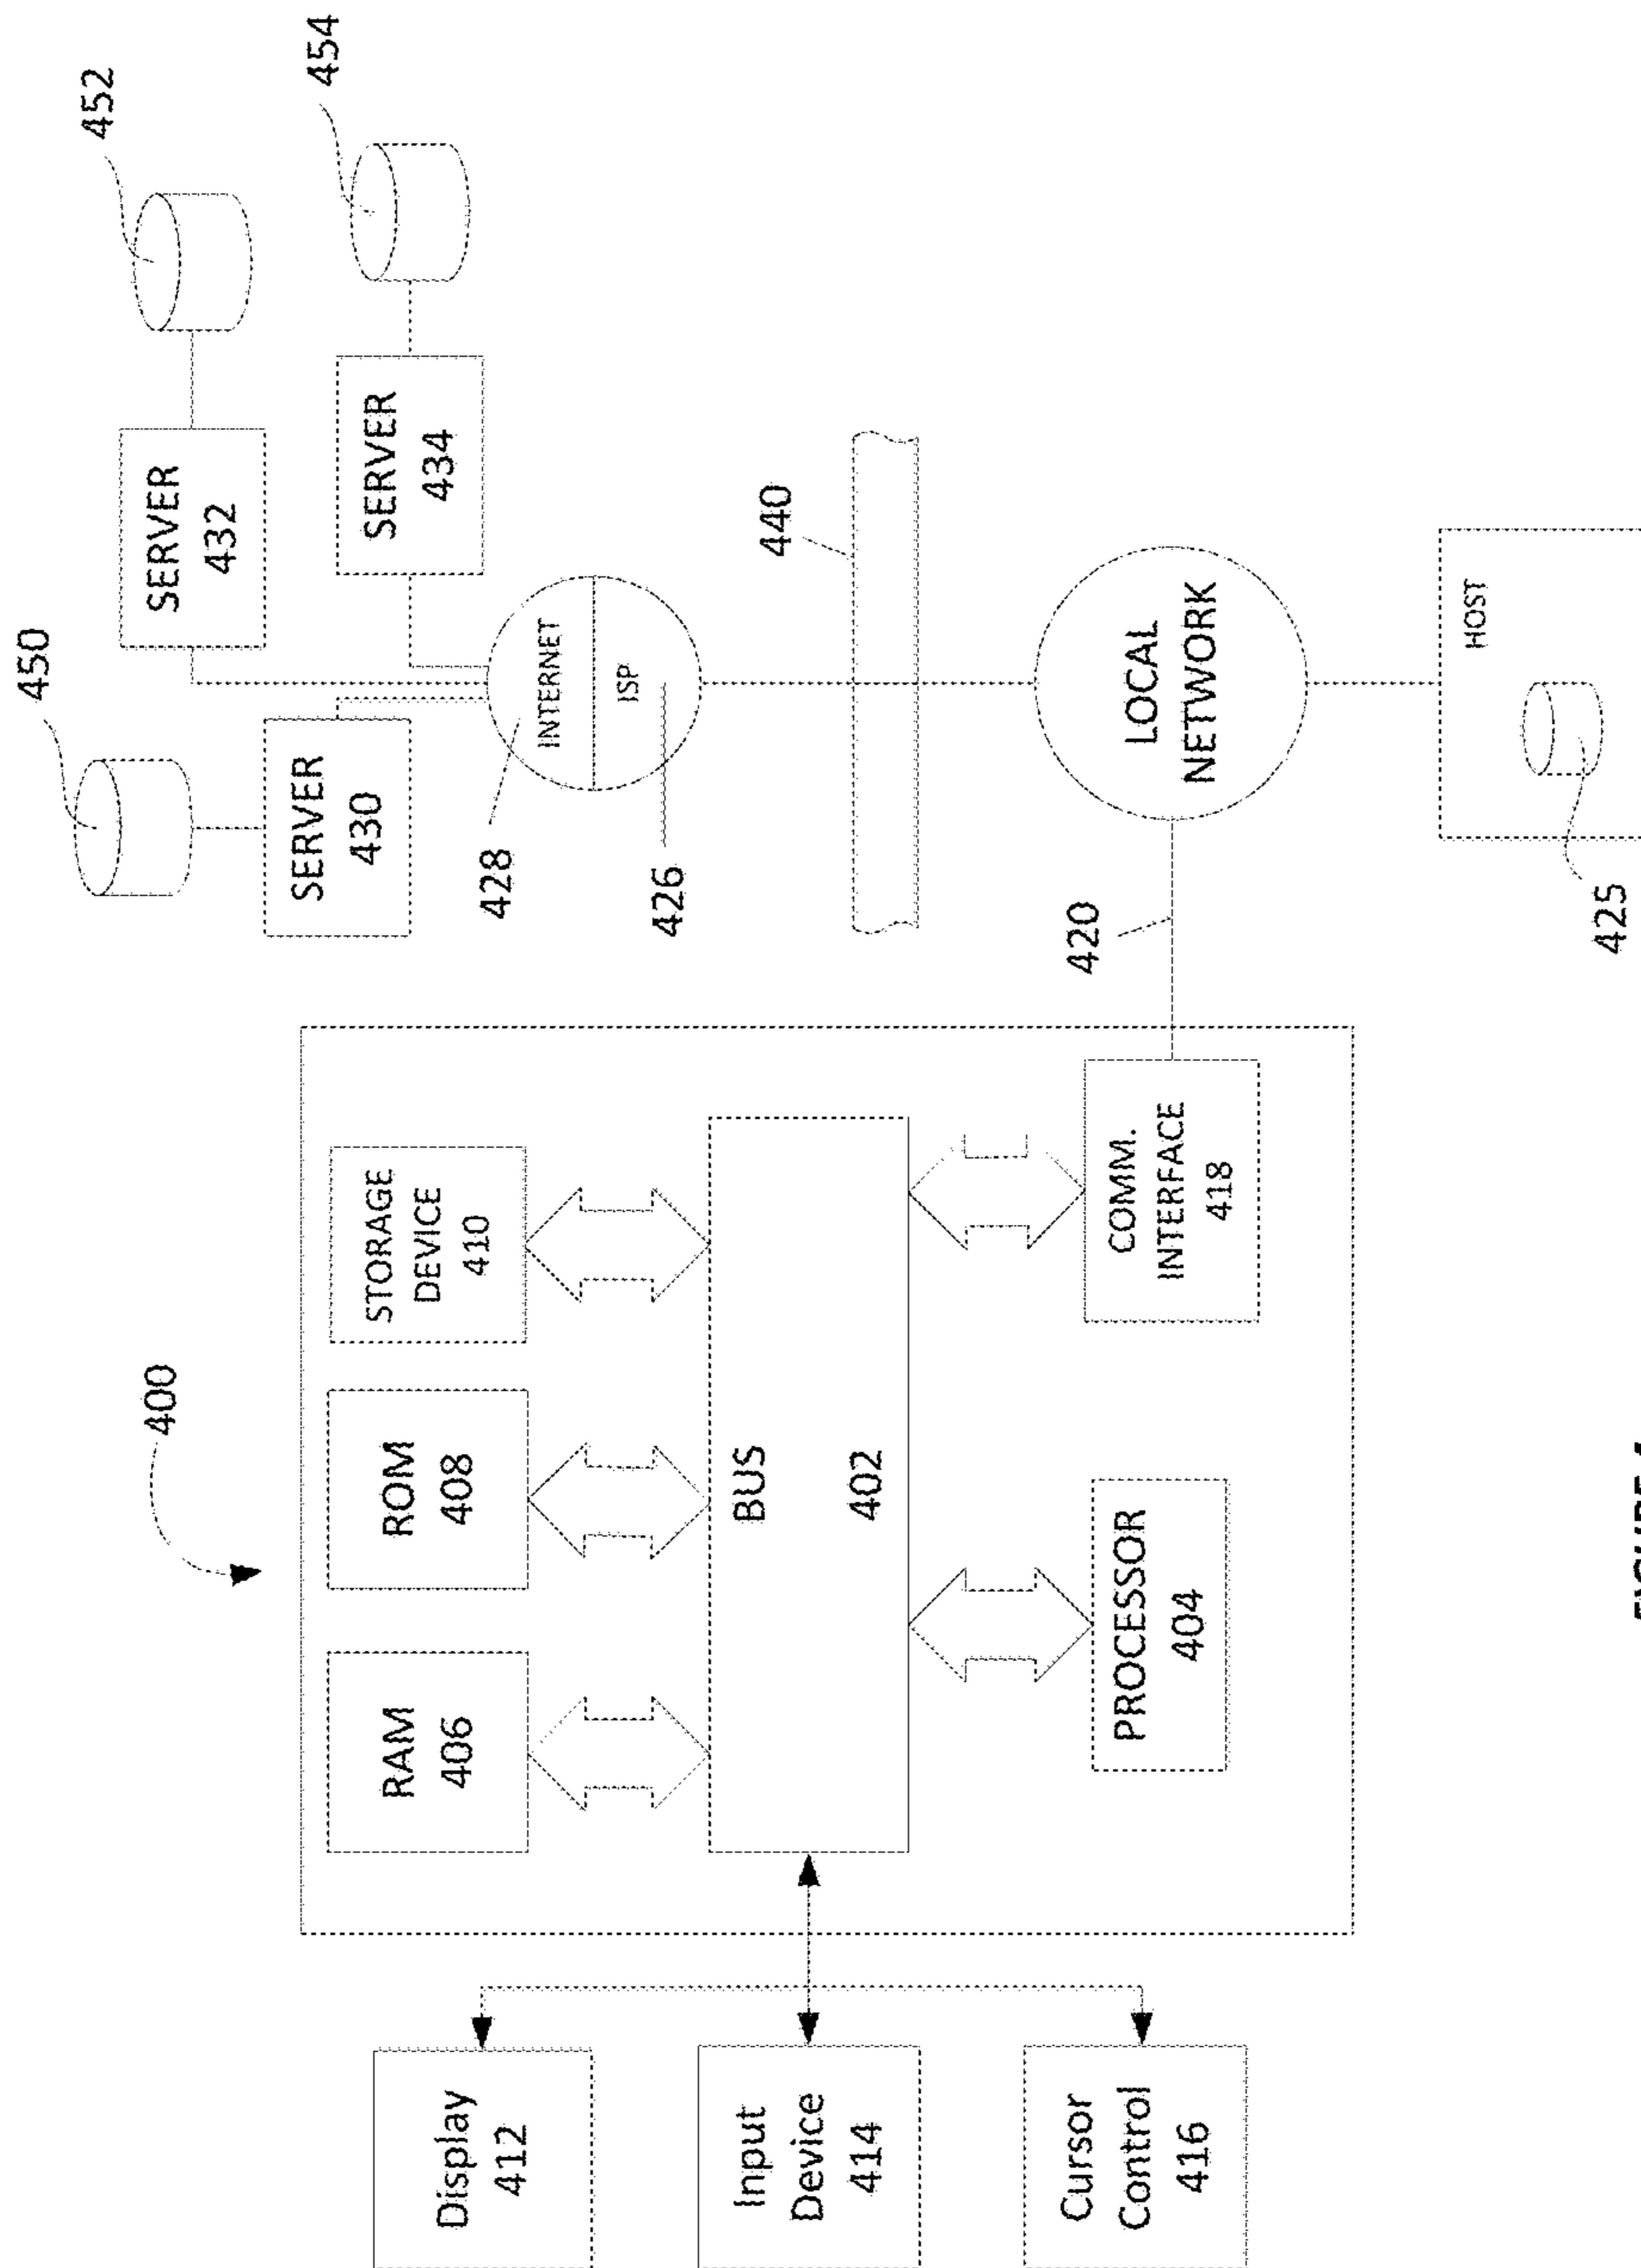 400
RAM
406
ROM
408
STORAGE
DEVICE
410
BUS
402
PROCESSOR
404
COMM.
INTERFACE
418
Display
412
Input
Device
414
Cursor
Control
416
450
452
454
SERVER
430
SERVER
432
SERVER
434
INTERNET
ISP
428
426
440
420
LOCAL
NETWORK
HOST
425